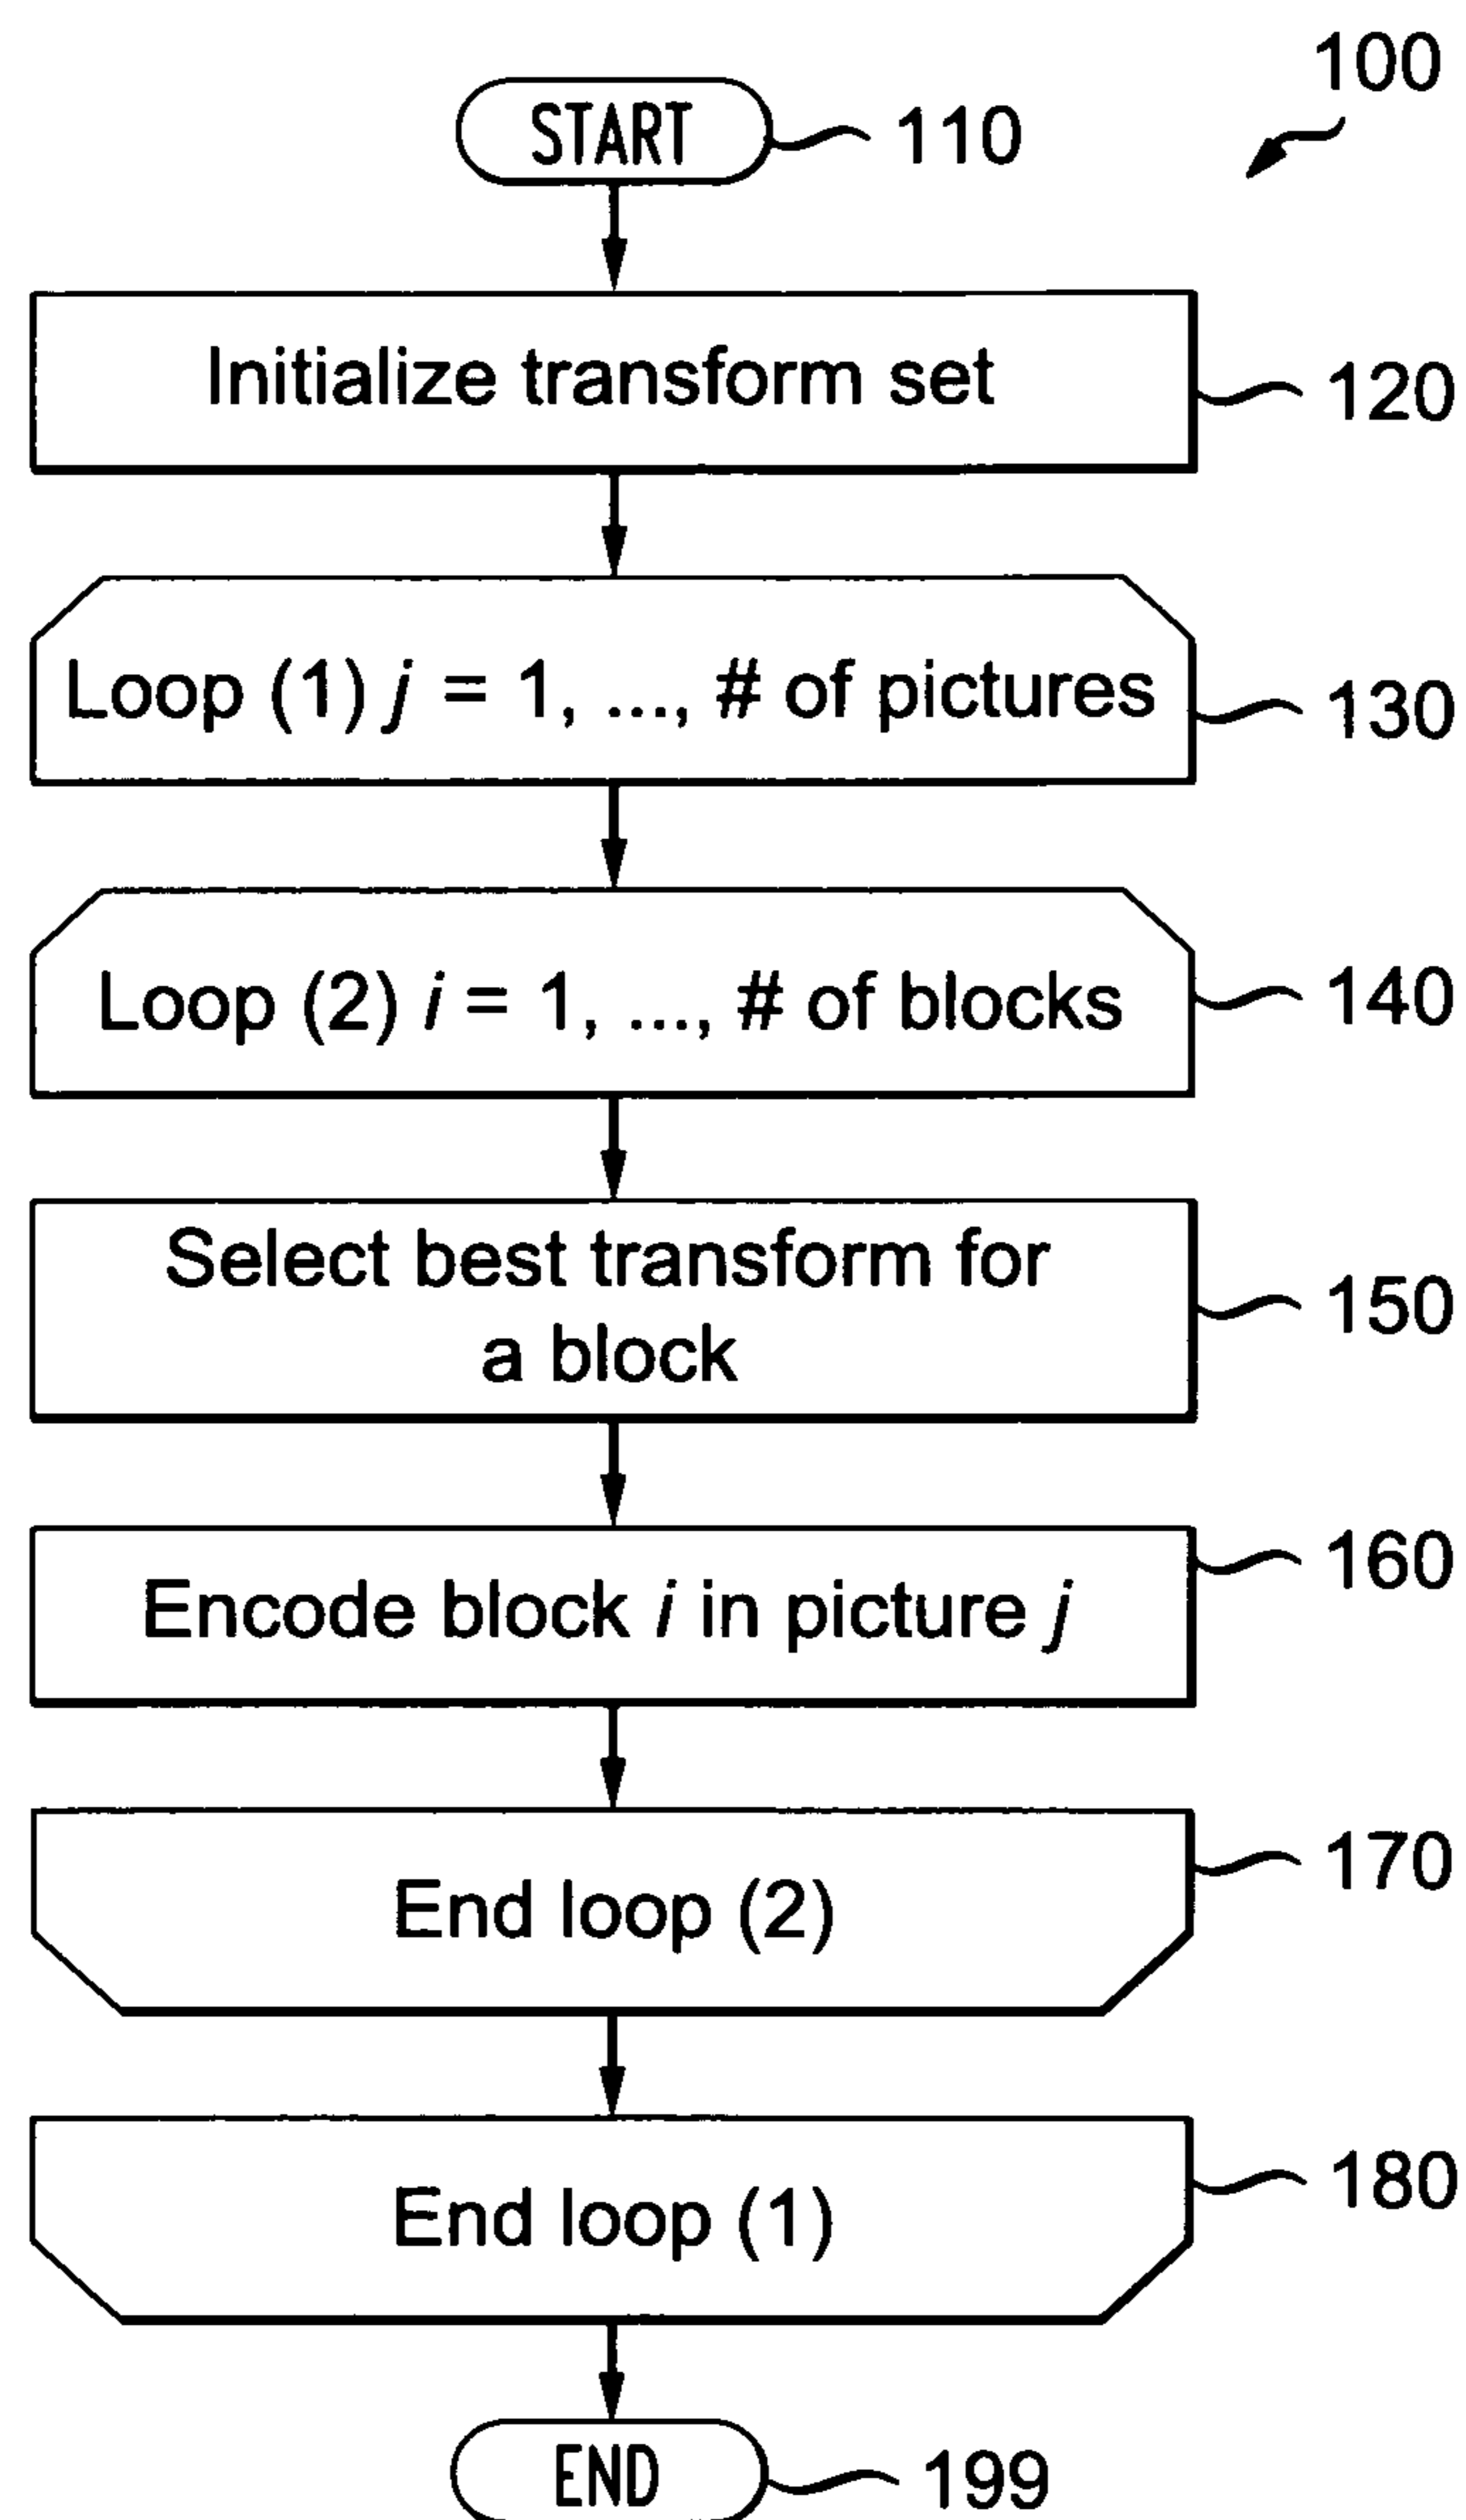 100
START
110
Initialize transform set
120
Loop (1) j = 1, ..., # of pictures
130
Loop (2) i = 1, ..., # of blocks
140
Select best transform for
a block
150
Encode block i in picture j
160
End loop (2)
170
End loop (1)
180
END
199